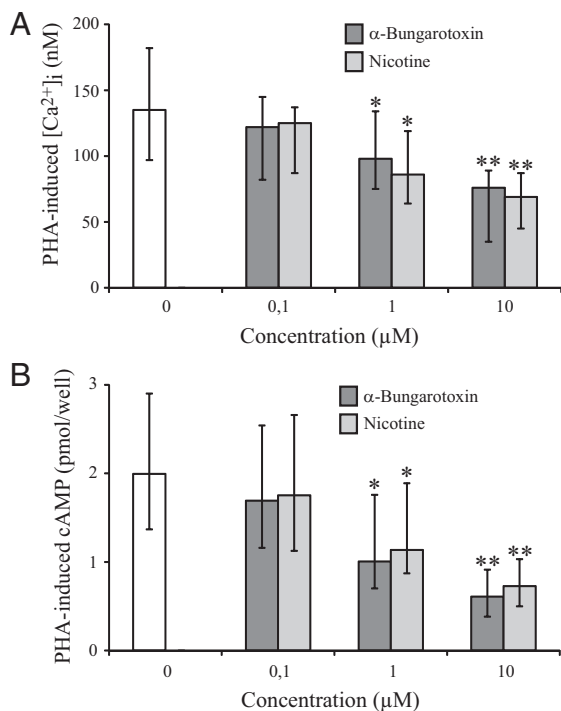 A
PHA-induced [Ca²⁺]i (nM)
200
150
100
50
0
α-Bungarotoxin
Nicotine
* *
** **
0 0,1 1 10
Concentration (µM)
B
PHA-induced cAMP (pmol/well)
3
2
1
0
α-Bungarotoxin
Nicotine
* *
** **
0 0,1 1 10
Concentration (µM)